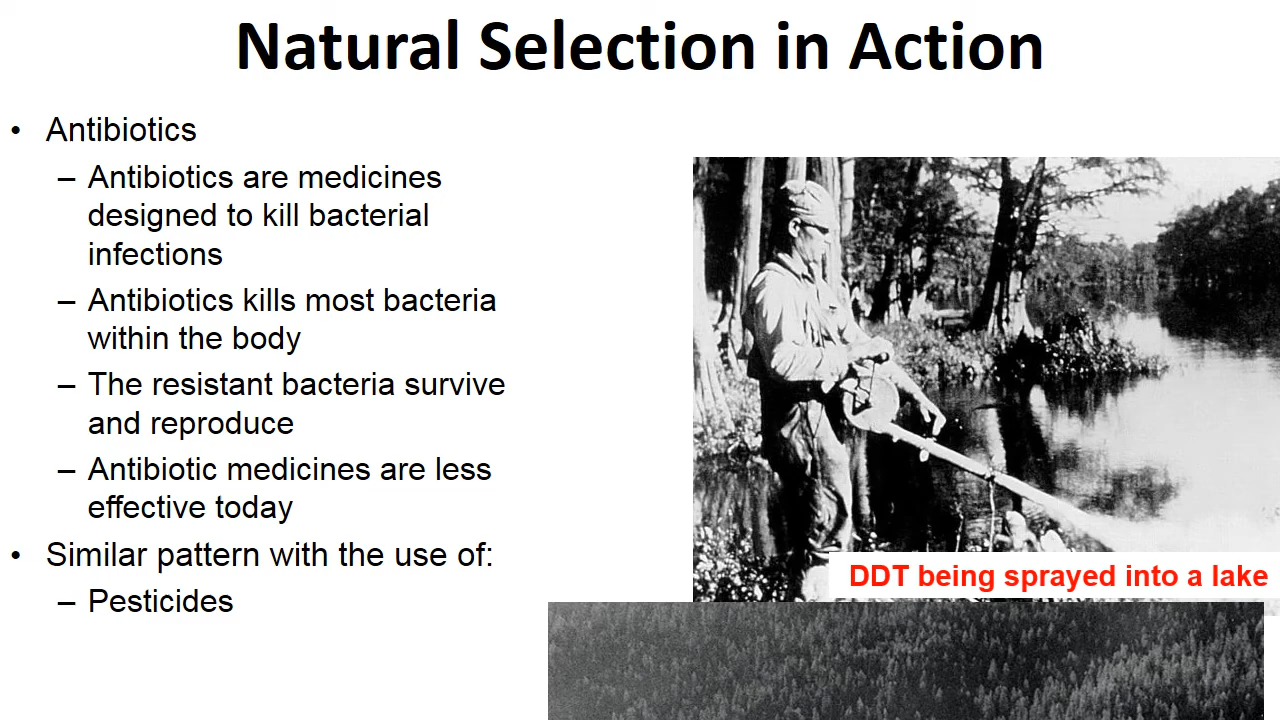 Natural Selection in Action
• Antibiotics
– Antibiotics are medicines
designed to kill bacterial
infections
– Antibiotics kills most bacteria
within the body
– The resistant bacteria survive
and reproduce
– Antibiotic medicines are less
effective today
• Similar pattern with the use of:
– Pesticides
DDT being sprayed into a lake